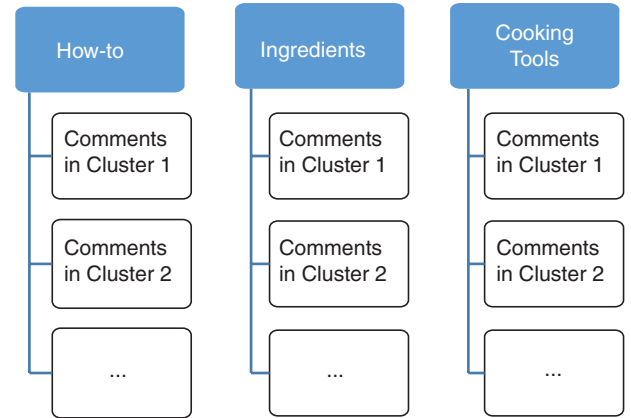 How-to
Comments
in Cluster 1
Comments
in Cluster 2
...
Ingredients
Comments
in Cluster 1
Comments
in Cluster 2
...
Cooking
Tools
Comments
in Cluster 1
Comments
in Cluster 2
...